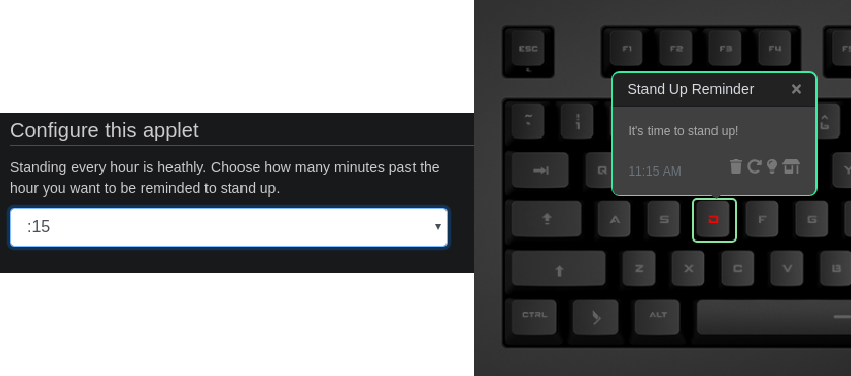 Configure this applet
Standing every hour is heathly. Choose how many minutes past the
hour you want to be reminded to stand up.
:15
ESC
F1 F2 F3 F4
Stand Up Reminder
It's time to stand up!
11:15 AM
Q
Y
A S D F G
Z X C V B
CTRL
ALT